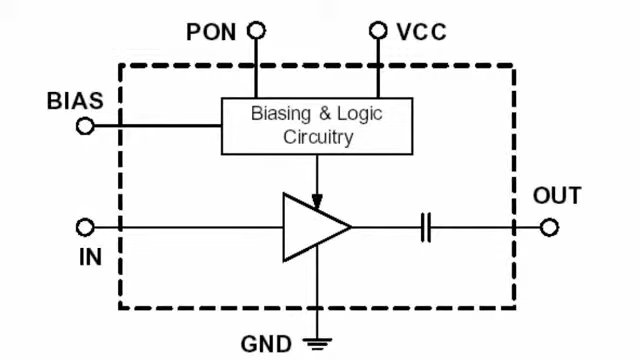 PON
VCC
BIAS
Biasing & Logic
Circuitry
OUT
IN
GND